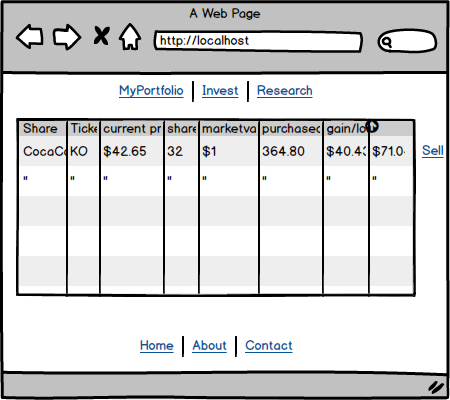 A Web Page
http://localhost
MyPortfolio Invest Research
Share Ticke current pr share marketva purchased gain/lo
CocaCo KO $42.65 32 $1 364.80 $40.43 $71.0 Sell
" " " " " " " "
Home About Contact